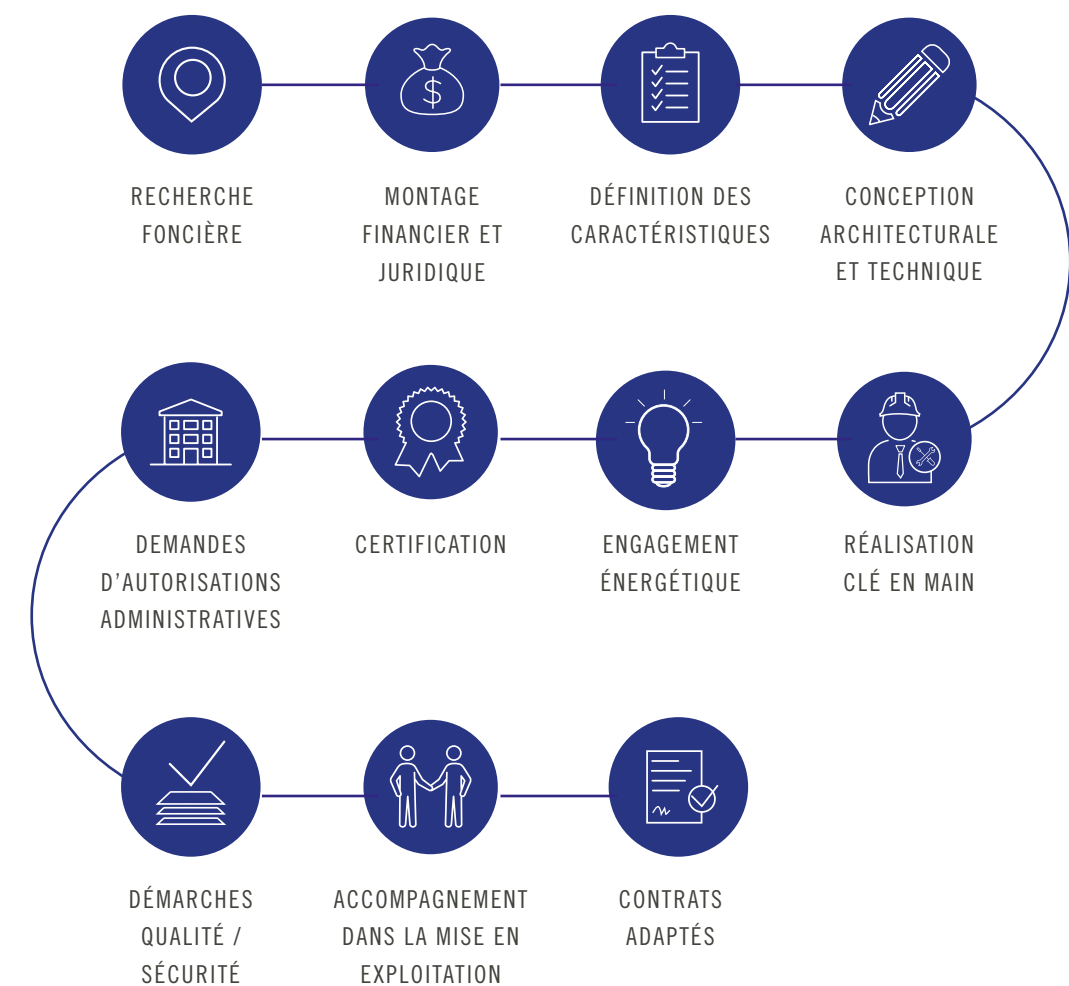 RECHERCHE
FONCIÈRE
MONTAGE
FINANCIER ET
JURIDIQUE
DÉFINITION DES
CARACTÉRISTIQUES
CONCEPTION
ARCHITECTURALE
ET TECHNIQUE
RÉALISATION
CLÉ EN MAIN
ENGAGEMENT
ÉNERGÉTIQUE
CERTIFICATION
DEMANDES
D’AUTORISATIONS
ADMINISTRATIVES
DÉMARCHES
QUALITÉ /
SÉCURITÉ
ACCOMPAGNEMENT
DANS LA MISE EN
EXPLOITATION
CONTRATS
ADAPTÉS